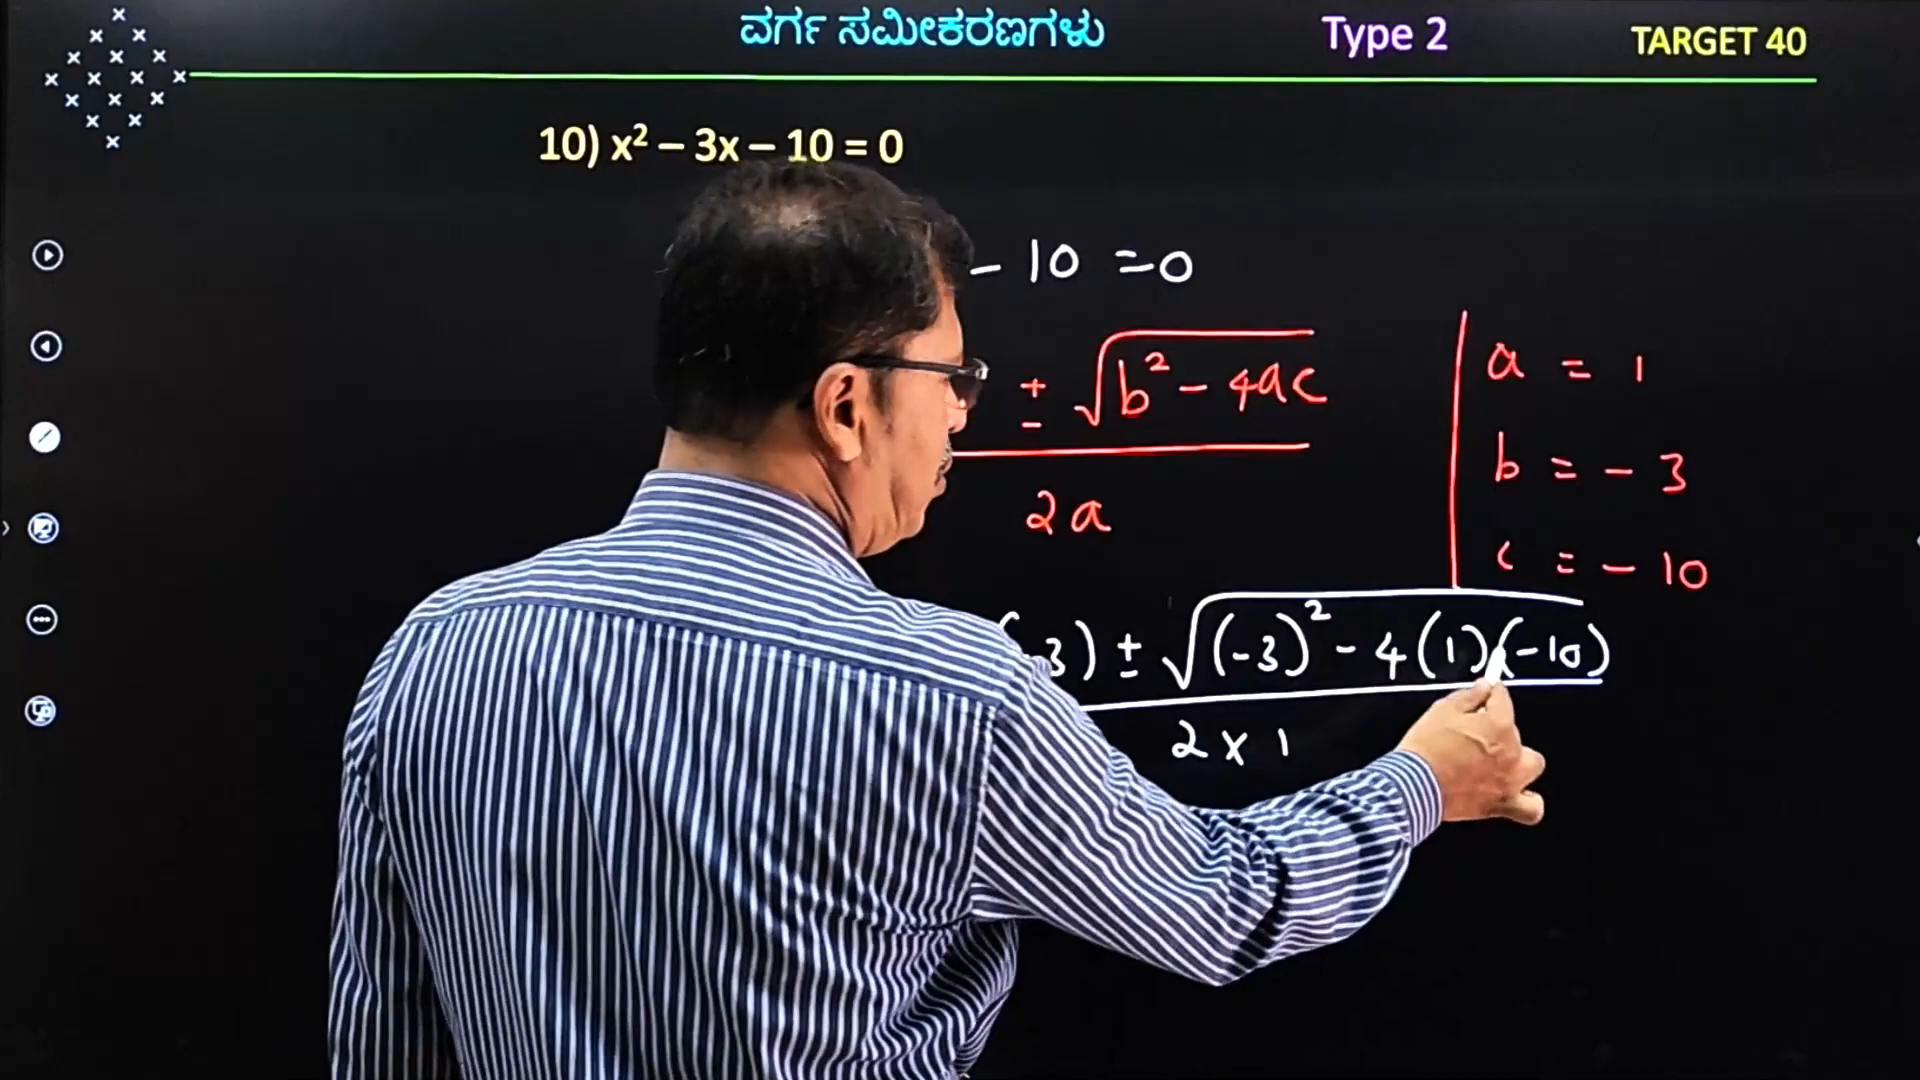 ವರ್ಗ ಸಮೀಕರಣಗಳು Type 2 TARGET 40
10) x² – 3x – 10 = 0
- 10 = 0
± √b² - 4ac
2a
a = 1
b = - 3
c = - 10
(-3) ± √(-3)² - 4(1)(-10)
2 x 1